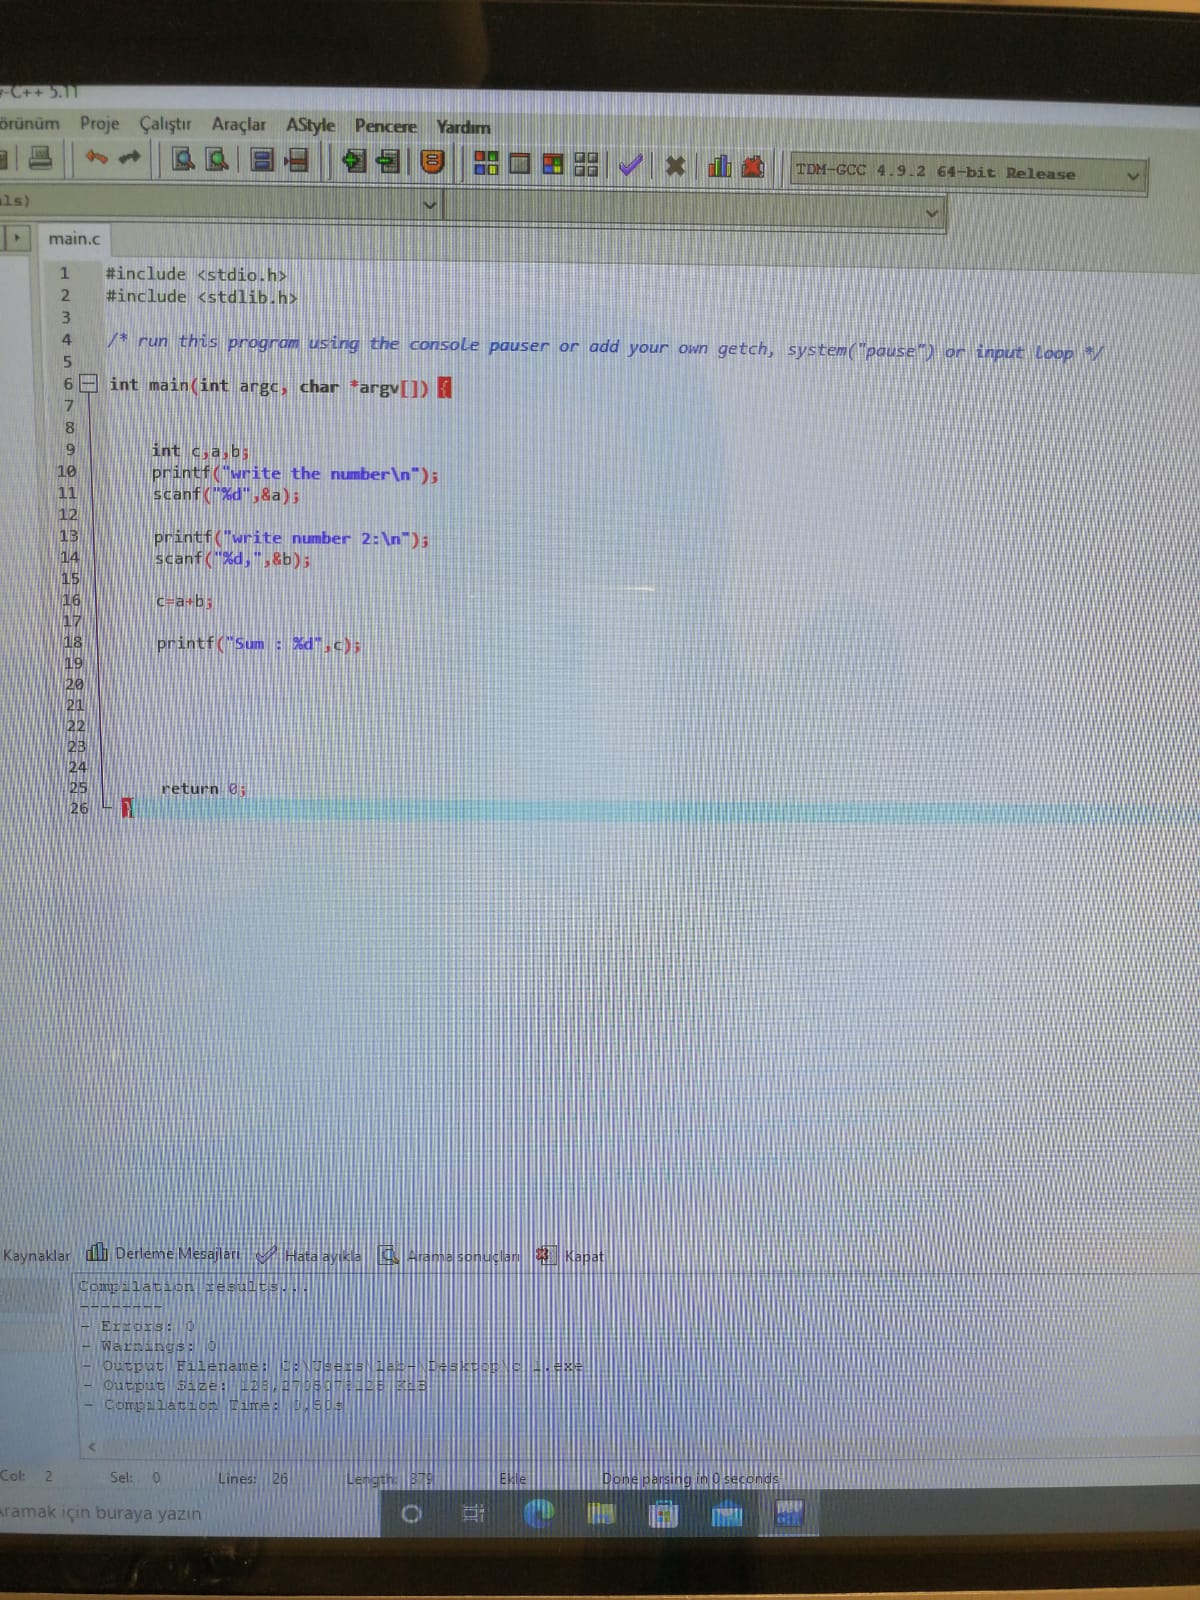 -C++ 5.11
örünüm Proje Çalıştır Araçlar AStyle Pencere Yardım
TDM-GCC 4.9.2 64-bit Release
als)
main.c
1 #include <stdio.h>
2 #include <stdlib.h>
3
4 /* run this program using the console pauser or add your own getch, system("pause") or input loop */
5
6 int main(int argc, char *argv[]) {
7
8
9 int c,a,b;
10 printf("write the number\n");
11 scanf("%d",&a);
12
13 printf("write number 2:\n");
14 scanf("%d,",&b);
15
16 c=a+b;
17
18 printf("Sum : %d",c);
19
20
21
22
23
24
25 return 0;
26 }
Kaynaklar Derleme Mesajları Hata ayıkla Arama sonuçları Kapat
Compilation results...
--------
- Errors: 0
- Warnings: 0
- Output Filename: C:\Users\lab-\Desktop\c 1.exe
- Output Size: KiB
- Compilation Time:
Col: 2 Sel: 0 Lines: 26 Length: 379 Ekle Done parsing in 0 seconds
Aramak için buraya yazın